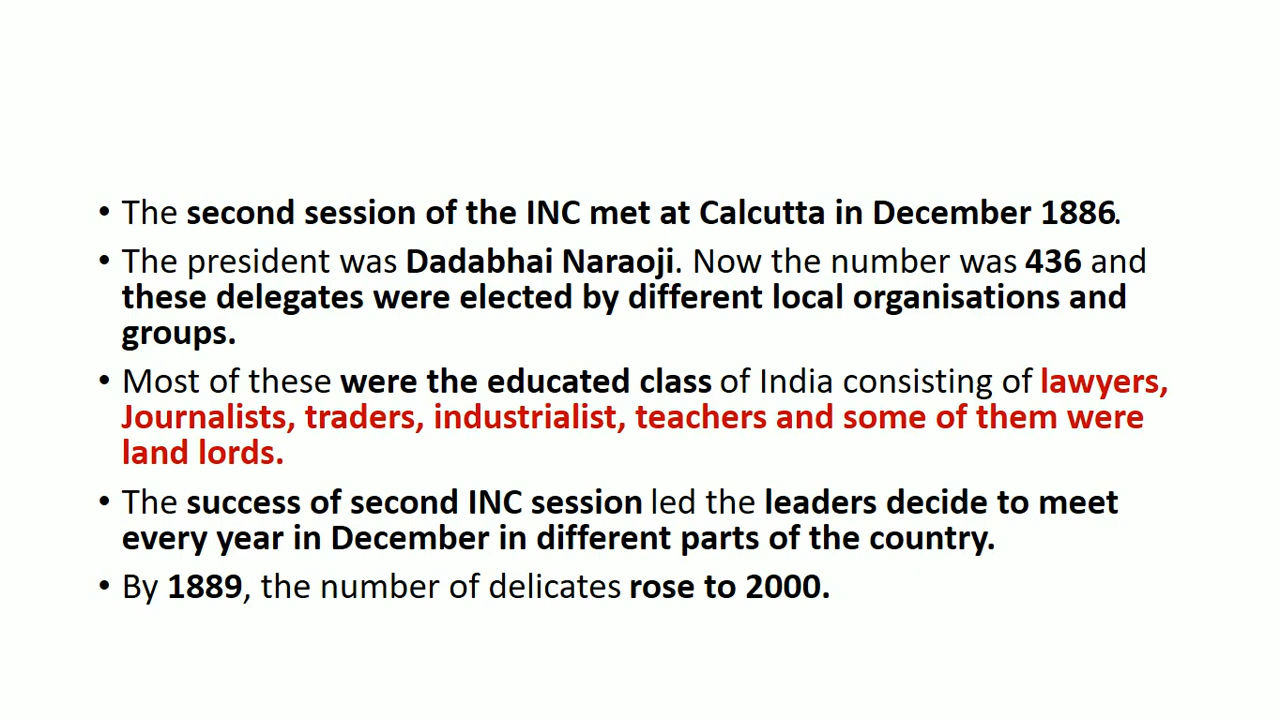 • The second session of the INC met at Calcutta in December 1886.
• The president was Dadabhai Naraoji. Now the number was 436 and
these delegates were elected by different local organisations and
groups.
• Most of these were the educated class of India consisting of lawyers,
Journalists, traders, industrialist, teachers and some of them were
land lords.
• The success of second INC session led the leaders decide to meet
every year in December in different parts of the country.
• By 1889, the number of delicates rose to 2000.